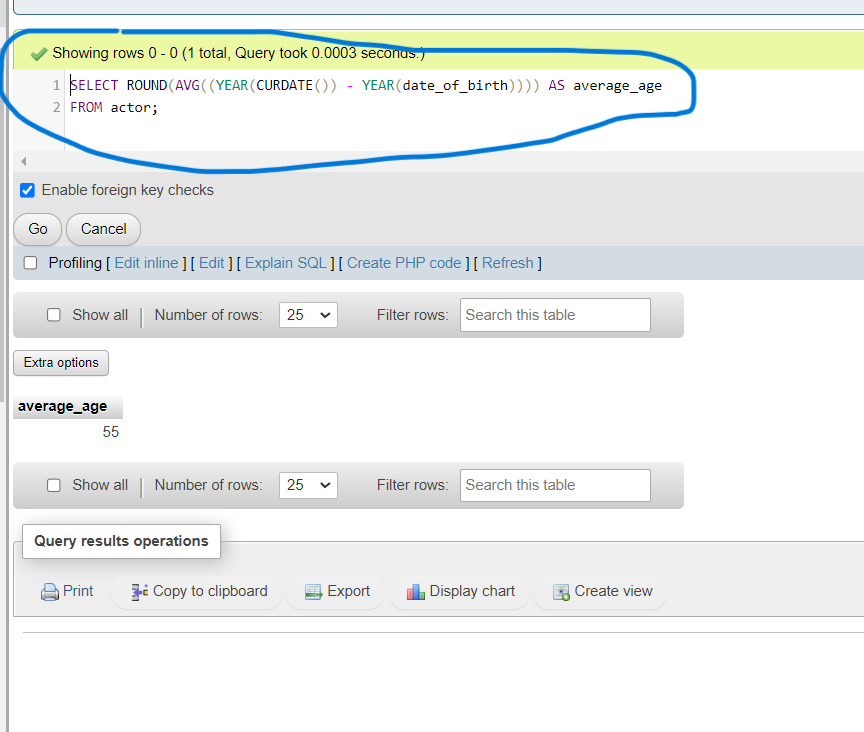 Showing rows 0 - 0 (1 total, Query took 0.0003 seconds.)
1 SELECT ROUND(AVG((YEAR(CURDATE()) - YEAR(date_of_birth)))) AS average_age
2 FROM actor;
Enable foreign key checks
Go Cancel
Profiling [ Edit inline ] [ Edit ] [ Explain SQL ] [ Create PHP code ] [ Refresh ]
Show all Number of rows: 25 Filter rows: Search this table
Extra options
average_age
55
Show all Number of rows: 25 Filter rows: Search this table
Query results operations
Print Copy to clipboard Export Display chart Create view